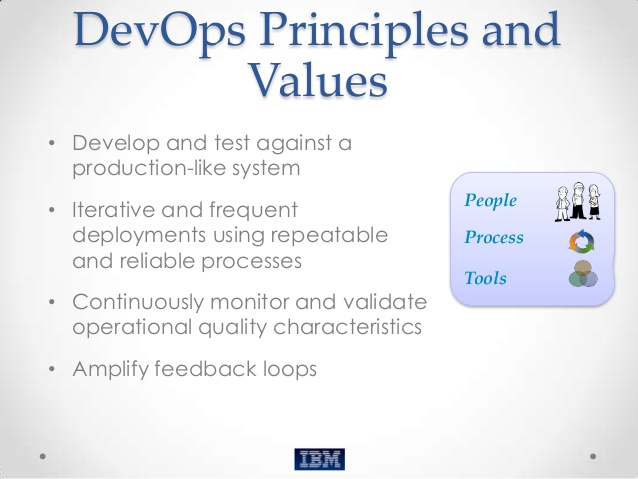 DevOps Principles and
Values
• Develop and test against a
production-like system
• Iterative and frequent
deployments using repeatable
and reliable processes
• Continuously monitor and validate
operational quality characteristics
• Amplify feedback loops
People
Process
Tools
IBM